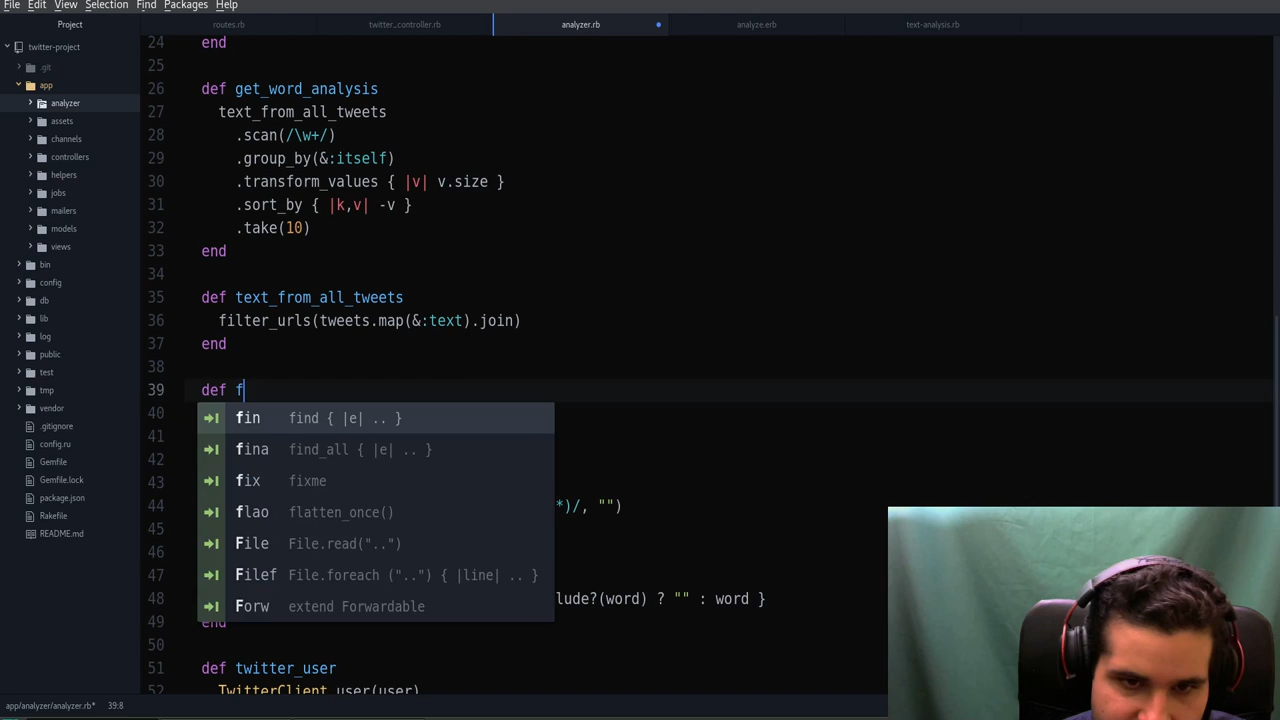 File Edit View Selection Find Packages Help
Project
routes.rb
twitter_controller.rb
analyzer.rb
analyze.erb
text-analysis.rb
twitter-project
.git
app
analyzer
assets
channels
controllers
helpers
jobs
mailers
models
views
bin
config
db
lib
log
public
test
tmp
vendor
.gitignore
config.ru
Gemfile
Gemfile.lock
package.json
Rakefile
README.md
24 end
25
26 def get_word_analysis
27 text_from_all_tweets
28 .scan(/\w+/)
29 .group_by(&:itself)
30 .transform_values { |v| v.size }
31 .sort_by { |k,v| -v }
32 .take(10)
33 end
34
35 def text_from_all_tweets
36 filter_urls(tweets.map(&:text).join)
37 end
38
39 def f
40 fin find { |e| .. }
41 fina find_all { |e| .. }
42 fix fixme
43 flao flatten_once()
44 *)/, "")
45 File File.read("..")
46 Filef File.foreach ("..") { |line| .. }
47 Forw extend Forwardable
48 lude?(word) ? "" : word }
49 end
50
51 def twitter_user
52 TwitterClient.user(user)
app/analyzer/analyzer.rb* 39:8